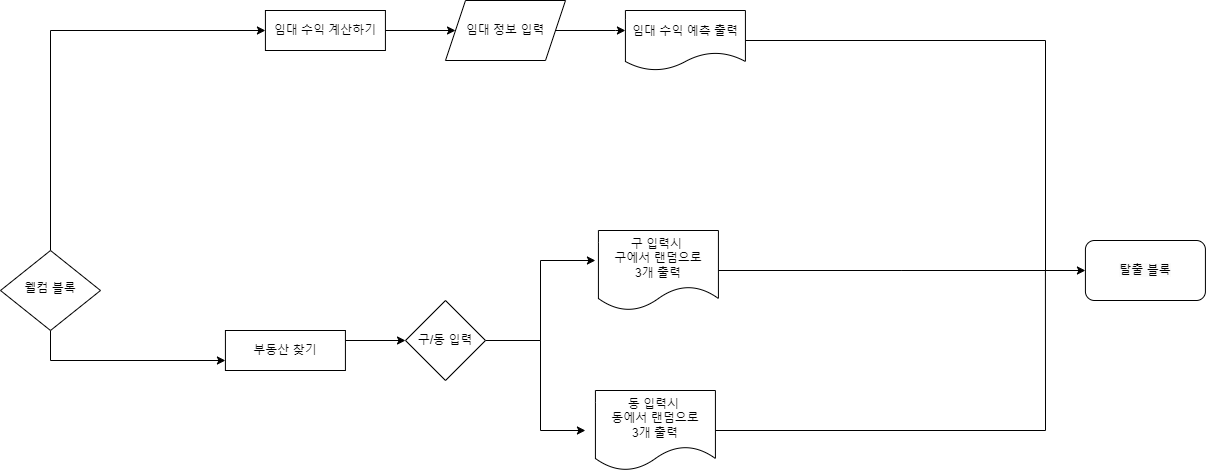 임대 수익 계산하기
임대 정보 입력
임대 수익 예측 출력
웰컴 블록
부동산 찾기
구/동 입력
구 입력시
구에서 랜덤으로
3개 출력
동 입력시
동에서 랜덤으로
3개 출력
탈출 블록